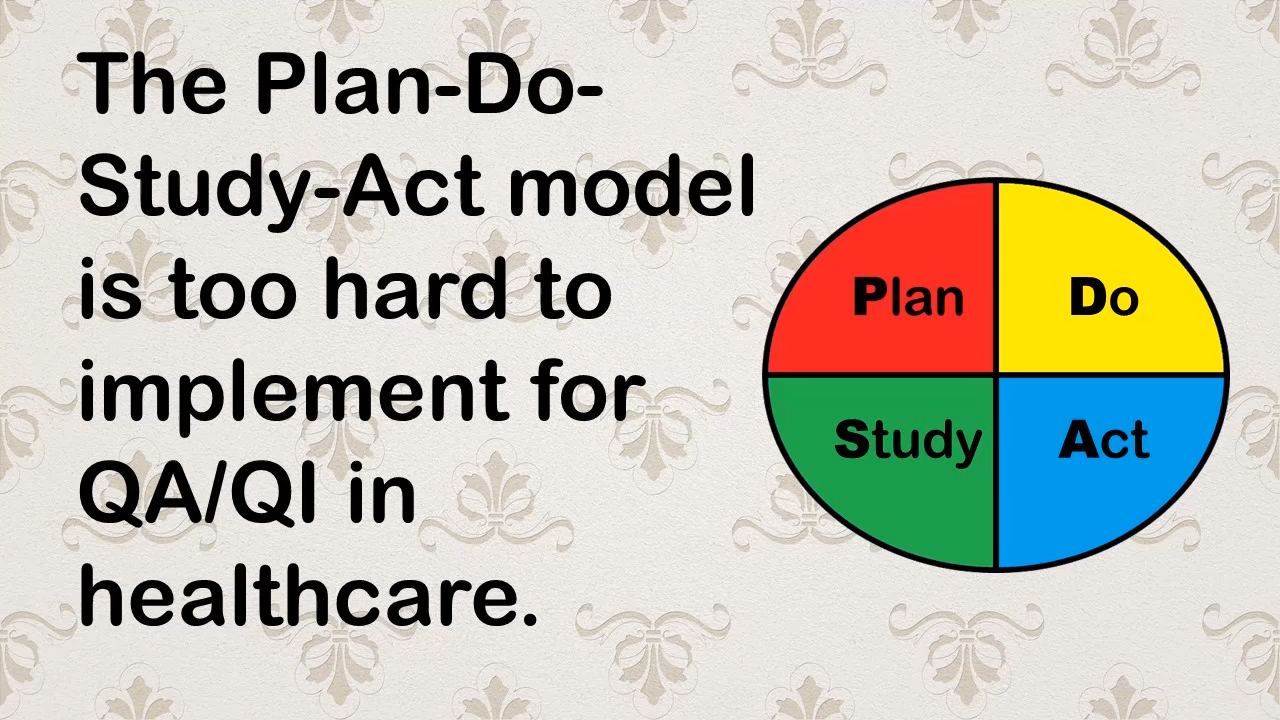 The Plan-Do-
Study-Act model
is too hard to
implement for
QA/QI in
healthcare.
Plan
Do
Study
Act